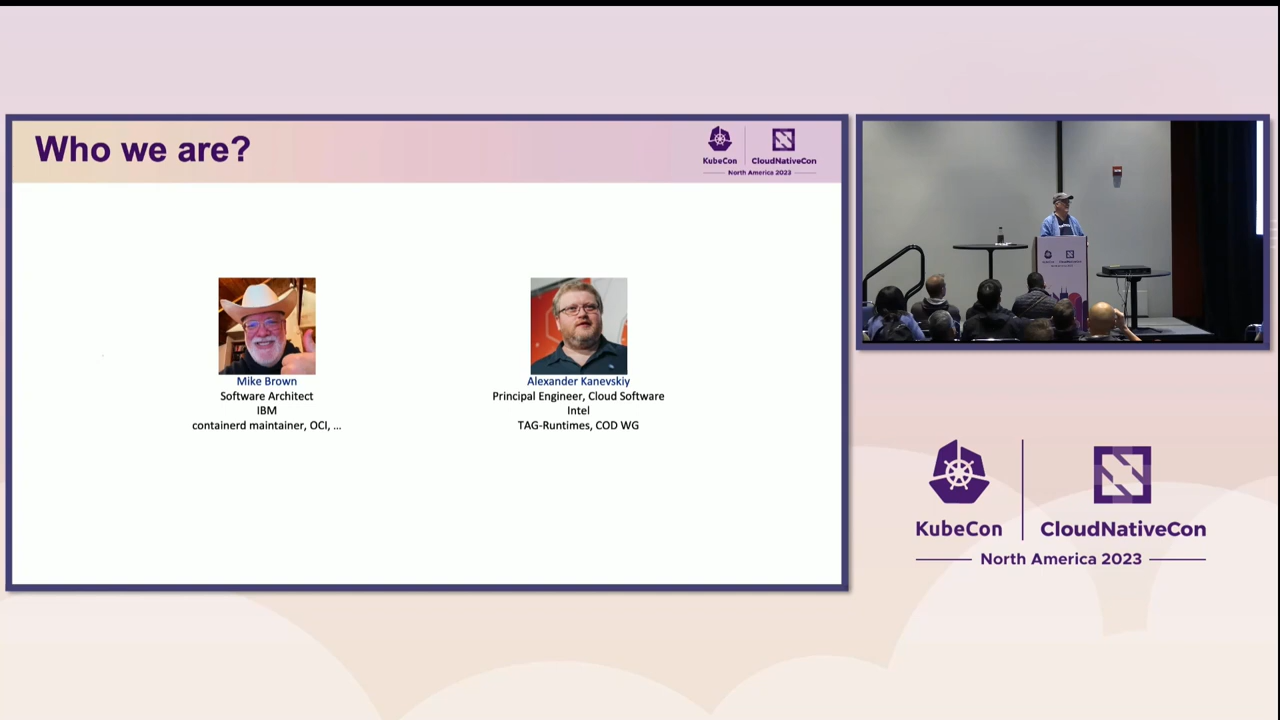 Who we are?
KubeCon
CloudNativeCon
North America 2023
Mike Brown
Software Architect
IBM
containerd maintainer, OCI, ...
Alexander Kanevskiy
Principal Engineer, Cloud Software
Intel
TAG-Runtimes, COD WG
KubeCon
CloudNativeCon
North America 2023